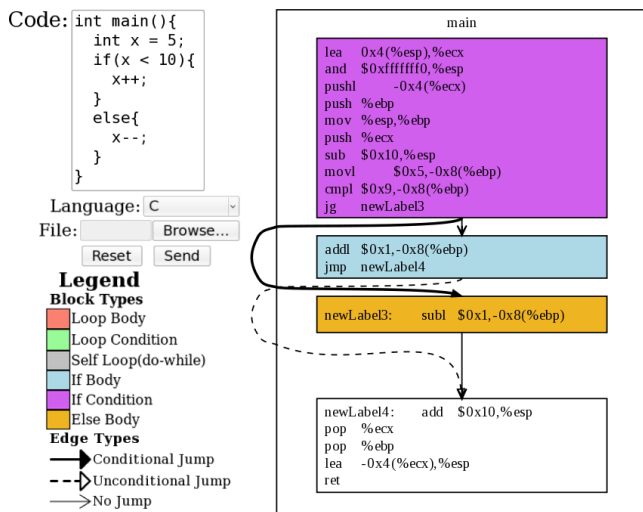 Code:
int main(){
int x = 5;
if(x < 10){
x++;
}
else{
x--;
}
}
Language: C
File: Browse...
Reset Send
Legend
Block Types
Loop Body
Loop Condition
Self Loop(do-while)
If Body
If Condition
Else Body
Edge Types
Conditional Jump
Unconditional Jump
No Jump
main
lea 0x4(%esp),%ecx
and $0xfffffff0,%esp
pushl -0x4(%ecx)
push %ebp
mov %esp,%ebp
push %ecx
sub $0x10,%esp
movl $0x5,-0x8(%ebp)
cmpl $0x9,-0x8(%ebp)
jg newLabel3
addl $0x1,-0x8(%ebp)
jmp newLabel4
newLabel3: subl $0x1,-0x8(%ebp)
newLabel4: add $0x10,%esp
pop %ecx
pop %ebp
lea -0x4(%ecx),%esp
ret